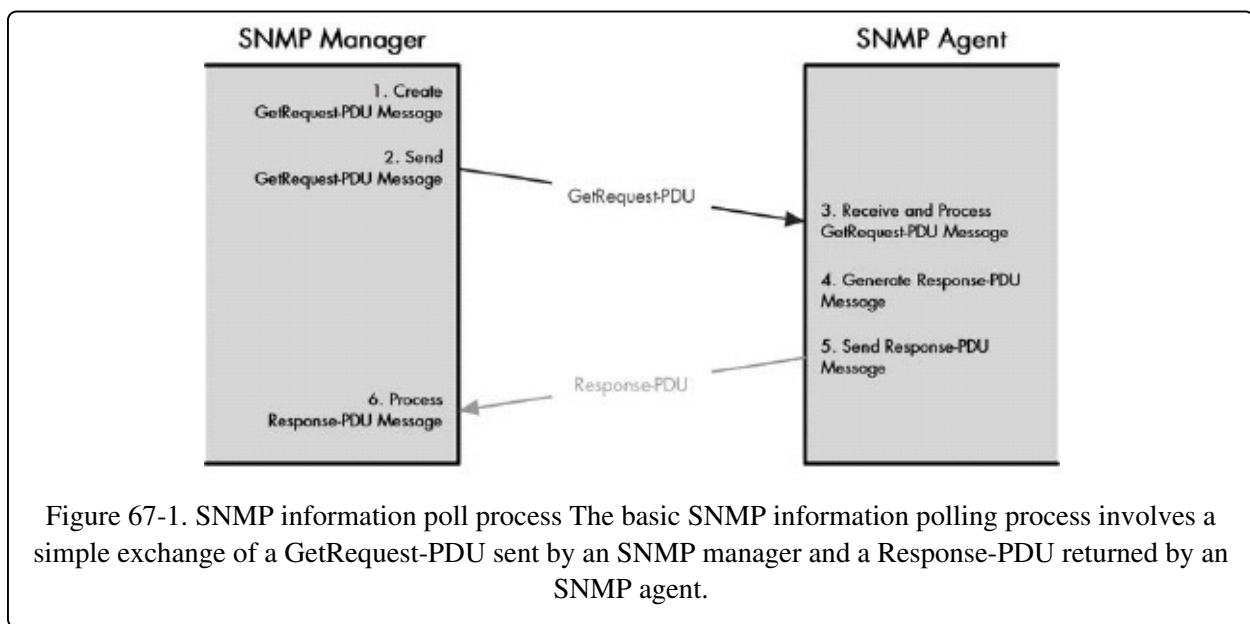 SNMP Manager
SNMP Agent
1. Create
GetRequest-PDU Message
2. Send
GetRequest-PDU Message
GetRequest-PDU
3. Receive and Process
GetRequest-PDU Message
4. Generate Response-PDU
Message
5. Send Response-PDU
Message
Response-PDU
6. Process
Response-PDU Message
Figure 67-1. SNMP information poll process The basic SNMP information polling process involves a
simple exchange of a GetRequest-PDU sent by an SNMP manager and a Response-PDU returned by an
SNMP agent.